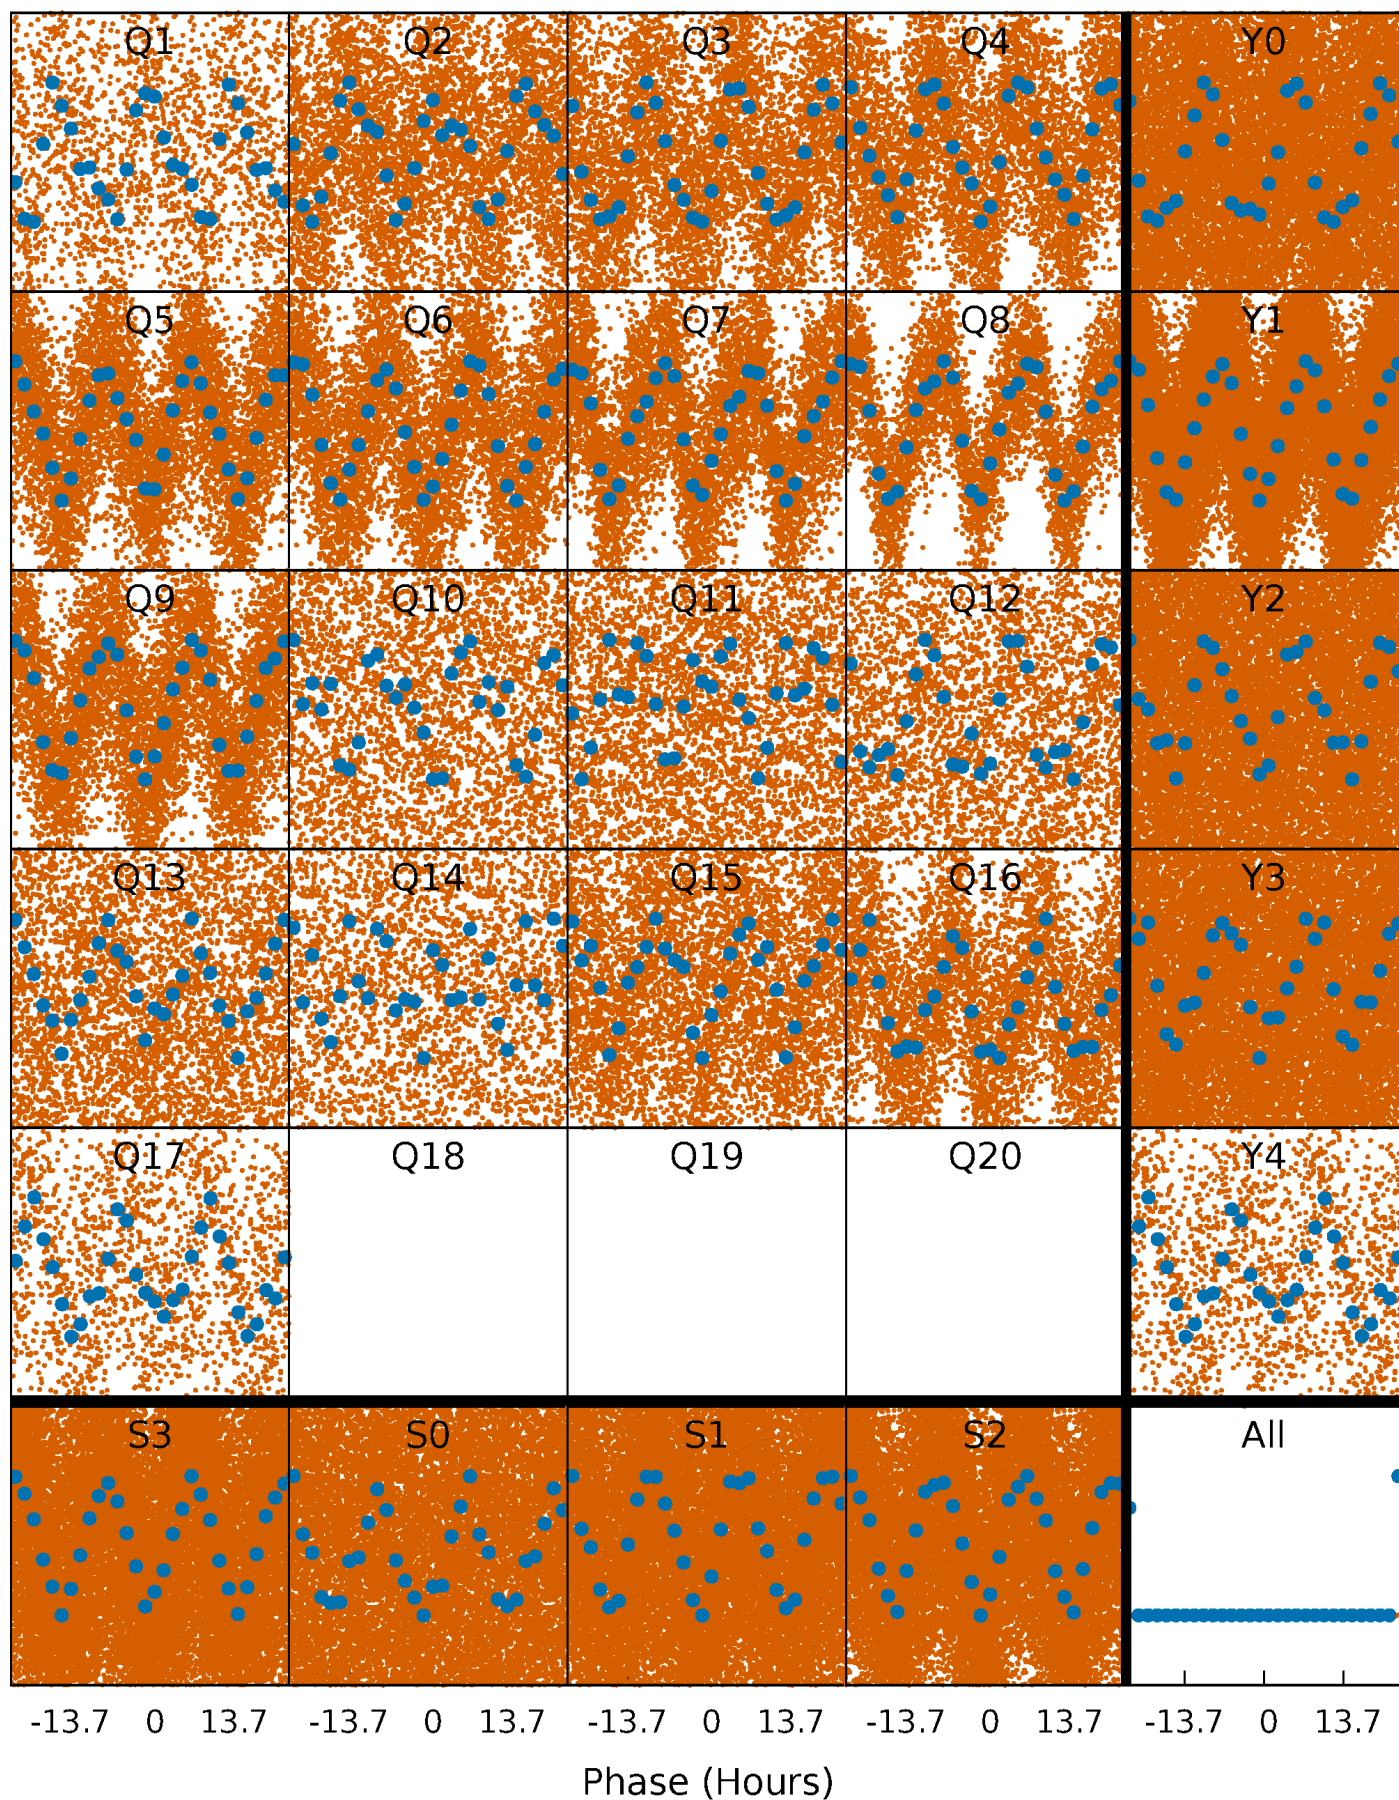 Q1 Q2 Q3 Q4 Y0
Q5 Q6 Q7 Q8 Y1
Q9 Q10 Q11 Q12 Y2
Q13 Q14 Q15 Q16 Y3
Q17 Q18 Q19 Q20 Y4
S3 S0 S1 S2 All
-13.7 0 13.7 -13.7 0 13.7 -13.7 0 13.7 -13.7 0 13.7 -13.7 0 13.7
Phase (Hours)